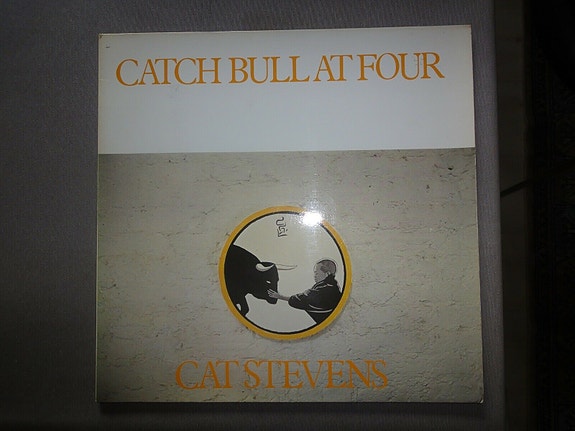 CATCH BULL AT FOUR
CAT STEVENS